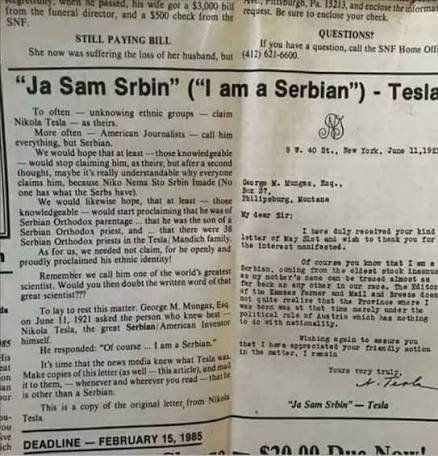 when he passed, his wife got a $3,000 bill
from the funeral director, and a $500 check from the
SNF.
STILL PAYING BILL
She now was suffering the loss of her husband, but
Pittsburgh, Pa. 15213, and enclose the
request. Be sure to enclose your check.
QUESTIONS?
If you have a question, call the SNF Home
(412) 621-6600.
"Ja Sam Srbin" ("I am a Serbian") - Tesla
To often — unknowing ethnic groups — claim
Nikola Tesla — as theirs.
More often — American Journalists — call him
everything, but Serbian.
We would hope that at least — those knowledgeable
— would stop claiming him, as theirs; but after a second
thought, maybe it's really understandable why everyone
claims him, because Niko Nema Sto Srbin Imade (No
one has what the Serbs have).
We would likewise hope, that at least — those
knowledgeable — would start proclaiming that he was of
Serbian Orthodox parentage ... that he was the son of a
Serbian Orthodox Priest, and ... that there were 38
Serbian Orthodox priests in the Tesla/Mandich family.
As for us, we needed not claim, for he openly and
proudly proclaimed his ethnic identity!
Remember we call him one of the world's greatest
scientist. Would you then doubt the written word of that
great scientist???
To lay to rest this matter. George M. Mungas, Esq.
on June 11, 1921 asked the person who knew best —
Nikola Tesla, the great Serbian/American Investor
himself.
He responded: "Of course ... I am a Serbian."
It's time that the news media knew what Tesla was.
Make copies of this letter (as well — this article), and mail
it to them, — whenever and wherever you read — that he
is other than a Serbian.
This is a copy of the original letter, from Nikola
Tesla.
DEADLINE — FEBRUARY 15, 1985
8 W. 40 St., New York, June 11,
George M. Mungas, Esq.,
Box 57,
Philipsburg, Montana
My dear Sir:
I have duly received your kind
letter of May 31st and wish to thank you for
the interest manifested.
Of course you know that I am a
Serbian, coming from the oldest stock inasmuch
as my mother's name can be traced almost as
far back as any other in our race. The Editor
of the Kansas Farmer and Mail and Breeze does
not quite realize that the Province where I
was born was at that time merely under the
political rule of Austria which has nothing
to do with nationality.
Wishing again to assure you
that I have appreciated your friendly action
in the matter, I remain
Yours very truly,
N. Tesla
"Ja Sam Srbin" — Tesla